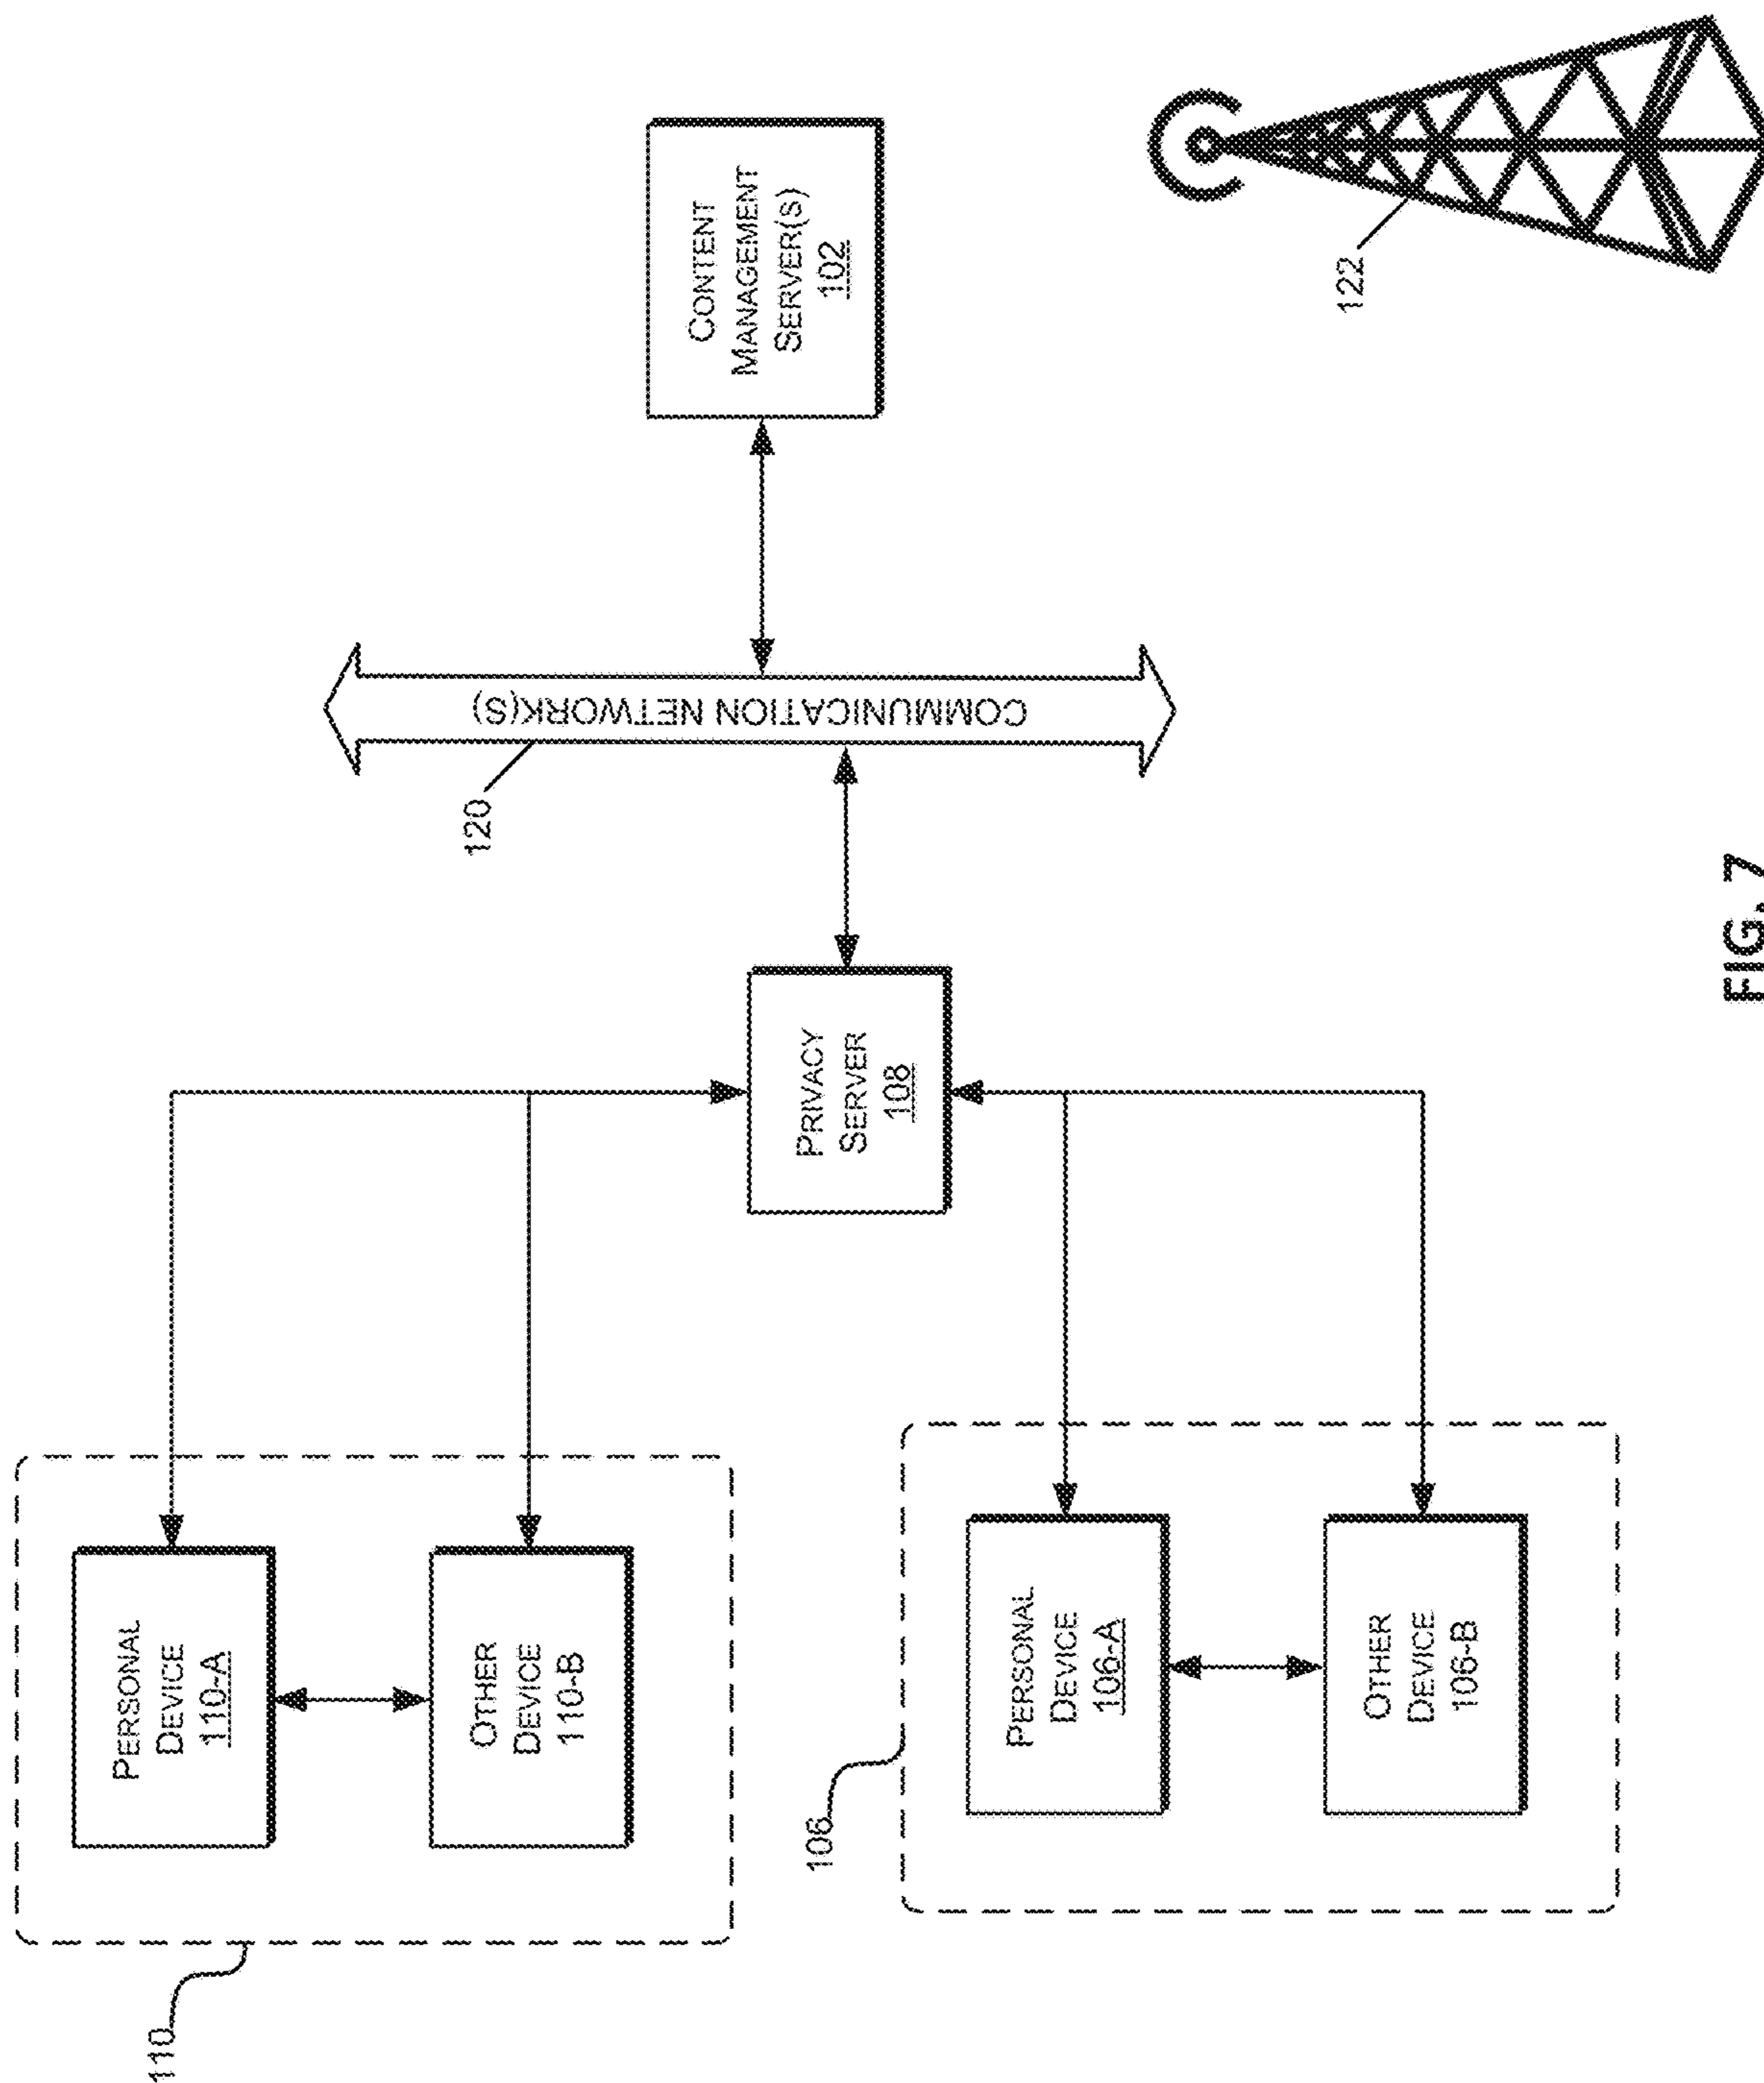 110
PERSONAL
DEVICE
110-A
OTHER
DEVICE
110-B
120
COMMUNICATION NETWORK(S)
CONTENT
MANAGEMENT
SERVER(S)
102
PRIVACY
SERVER
108
106
PERSONAL
DEVICE
106-A
122
OTHER
DEVICE
106-B
FIG. 7